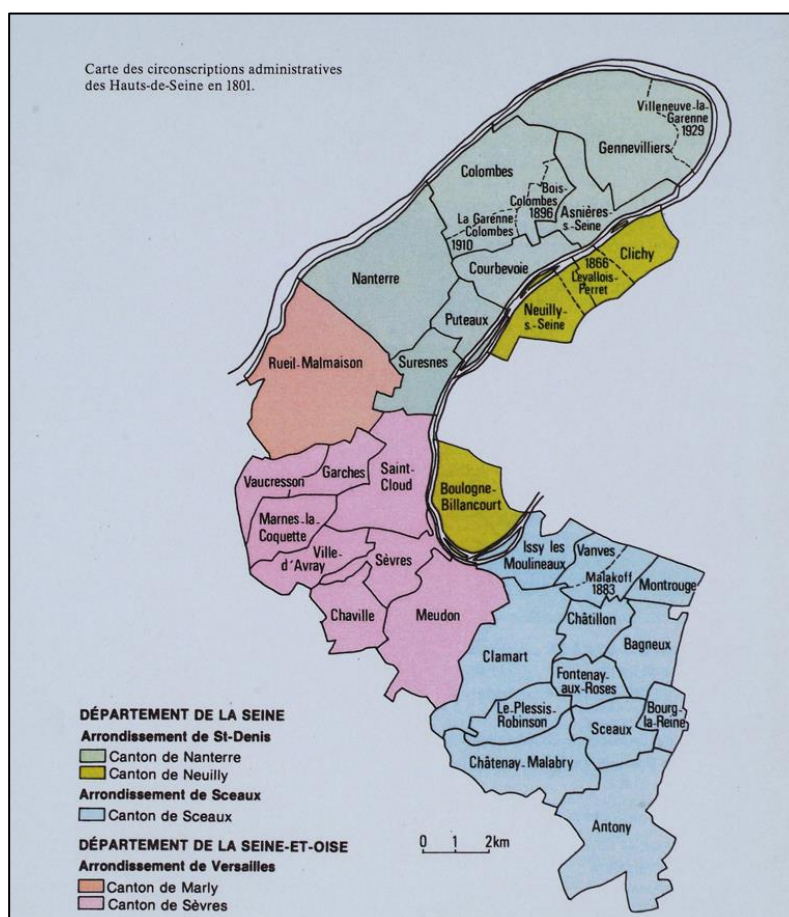 Carte des circonscriptions administratives
des Hauts-de-Seine en 1801.
Villeneuve-la-
Garenne
1929
Gennevilliers
Colombes
Bois-
Colombes
1896
Asnières-
-s-Seine
La Garenne
Colombes
1910
Courbevoie
Clichy
1866
Levallois-
Perret
Nanterre
Neuilly-
-s-Seine
Puteaux
Suresnes
Rueil-Malmaison
Saint-
Cloud
Garches
Vaucresson
Boulogne-
Billancourt
Marnes-la-
Coquette
Ville-
d'Avray
Sèvres
Issy les
Moulineaux
Vanves
Malakoff
1883
Montrouge
Chaville
Meudon
Châtillon
Bagneux
Clamart
Fontenay-
aux-Roses
Le-Plessis-
Robinson
Sceaux
Bourg-
la-Reine
Châtenay-Malabry
Antony
DÉPARTEMENT DE LA SEINE
Arrondissement de St-Denis
Canton de Nanterre
Canton de Neuilly
Arrondissement de Sceaux
Canton de Sceaux
DÉPARTEMENT DE LA SEINE-ET-OISE
Arrondissement de Versailles
Canton de Marly
Canton de Sèvres
0 1 2km